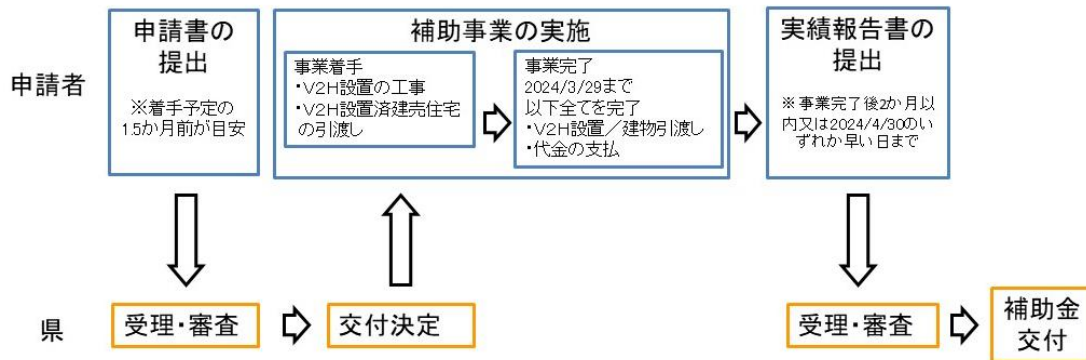 申請者
申請書の
提出
※着手予定の
1.5か月前が目安
補助事業の実施
事業着手
・V2H設置の工事
・V2H設置済建売住宅
の引渡し
事業完了
2024/3/29まで
以下全てを完了
・V2H設置／建物引渡し
・代金の支払
実績報告書の
提出
※事業完了後2か月以
内又は2024/4/30のい
ずれか早い日まで
県
受理・審査
交付決定
受理・審査
補助金
交付